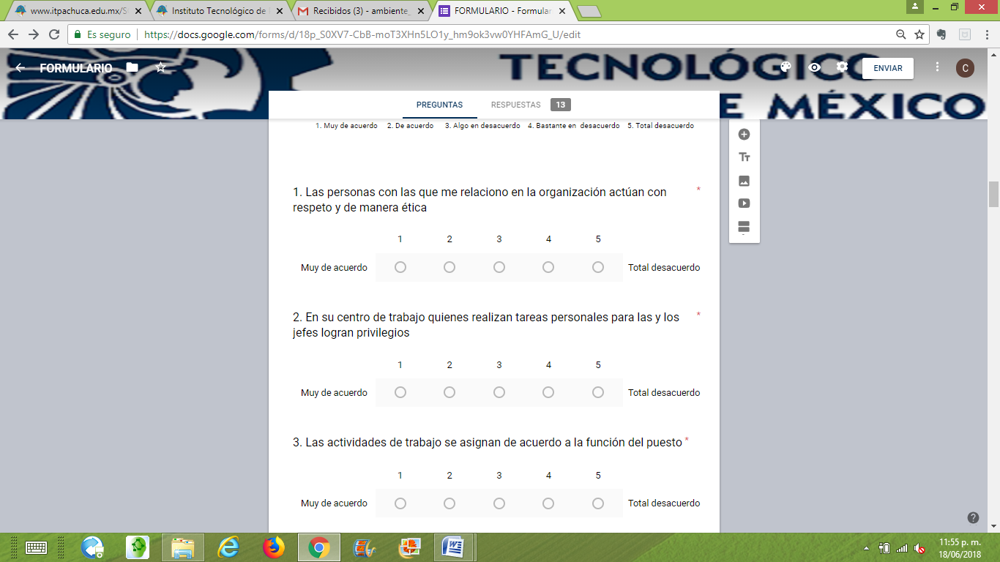 www.itpachuca.edu.mx/S
Instituto Tecnológico de
Recibidos (3) - ambiente_
FORMULARIO - Formular
Es seguro
https://docs.google.com/forms/d/18p_S0XV7-CbB-moT3XHn5LO1y_hm9ok3vw0YHFAmG_U/edit
TECNOLÓGICO
E MÉXICO
FORMULARIO
ENVIAR
C
PREGUNTAS
RESPUESTAS 13
1. Muy de acuerdo 2. De acuerdo 3. Algo en desacuerdo 4. Bastante en desacuerdo 5. Total desacuerdo
1. Las personas con las que me relaciono en la organización actúan con *
respeto y de manera ética
1 2 3 4 5
Muy de acuerdo Total desacuerdo
2. En su centro de trabajo quienes realizan tareas personales para las y los *
jefes logran privilegios
1 2 3 4 5
Muy de acuerdo Total desacuerdo
3. Las actividades de trabajo se asignan de acuerdo a la función del puesto *
1 2 3 4 5
Muy de acuerdo Total desacuerdo
11:55 p. m.
18/06/2018